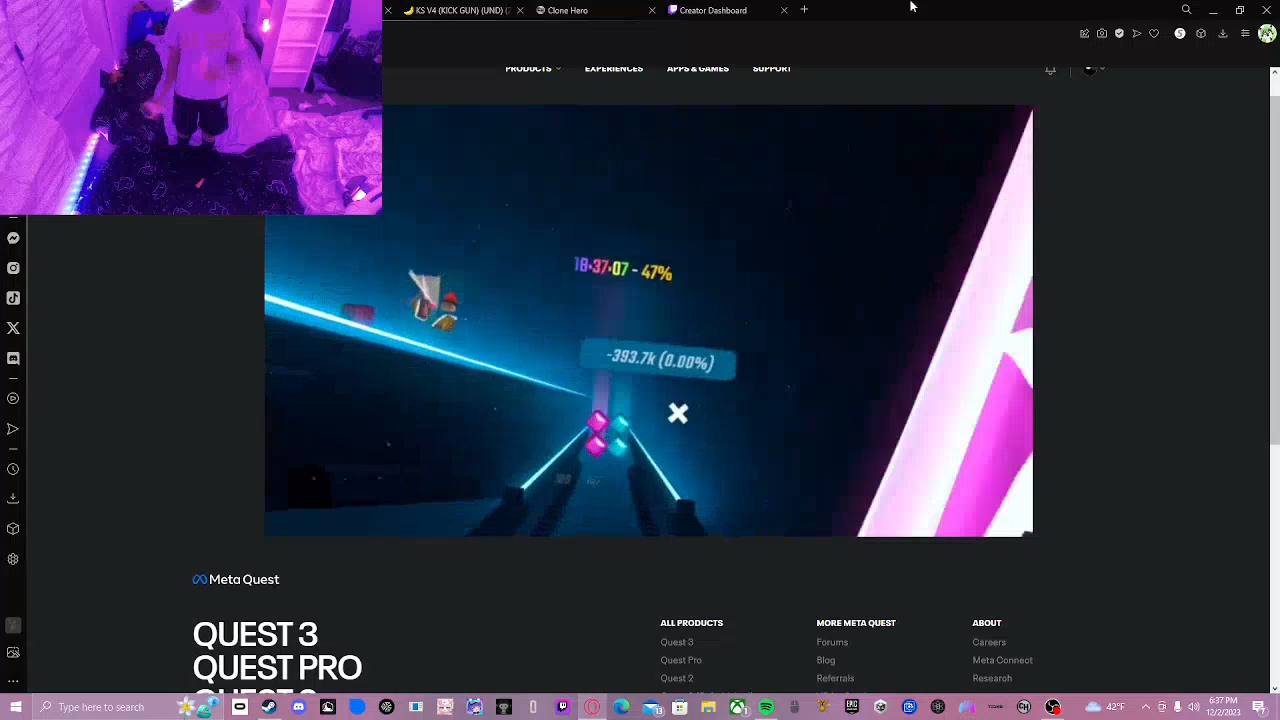 KS V4 (KICK GUN) (UND) (
Clone Hero
Creator Dashboard
PRODUCTS
EXPERIENCES
APPS & GAMES
SUPPORT
18:37:07 - 47%
-393.7k (0.00%)
Meta Quest
QUEST 3
QUEST PRO
ALL PRODUCTS
Quest 3
Quest Pro
Quest 2
MORE META QUEST
Forums
Blog
Referrals
ABOUT
Careers
Meta Connect
Research
Type here to search
6:37 PM
12/2/2023